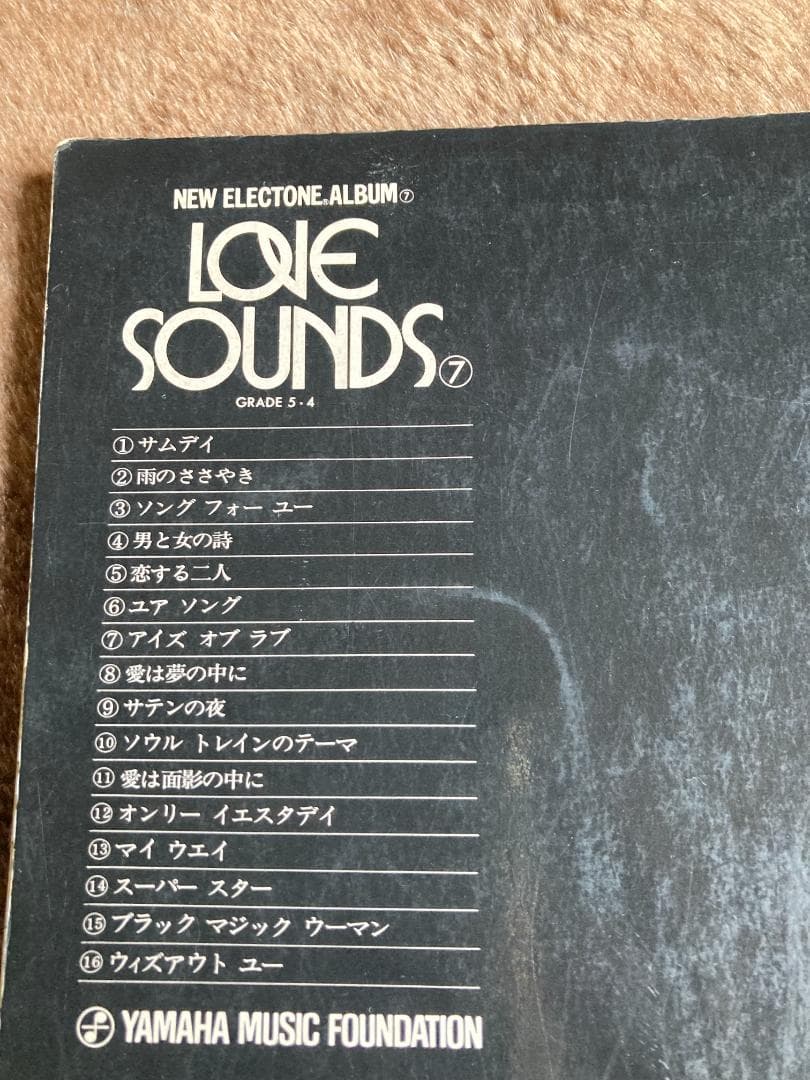 NEW ELECTONE® ALBUM⑦
LOVE
SOUNDS⑦
GRADE 5・4
①サムデイ
②雨のささやき
③ソング フォー ユー
④男と女の詩
⑤恋する二人
⑥ユア ソング
⑦アイズ オブ ラブ
⑧愛は夢の中に
⑨サテンの夜
⑩ソウル トレインのテーマ
⑪愛は面影の中に
⑫オンリー イエスタデイ
⑬マイ ウエイ
⑭スーパー スター
⑮ブラック マジック ウーマン
⑯ウィズアウト ユー
YAMAHA MUSIC FOUNDATION